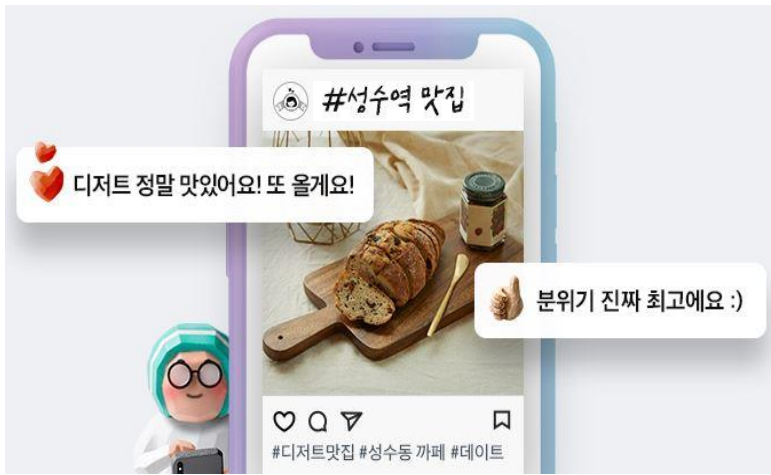 #성수역 맛집
디저트 정말 맛있어요! 또 올게요!
분위기 진짜 최고에요 :)
#디저트맛집 #성수동 까페 #데이트